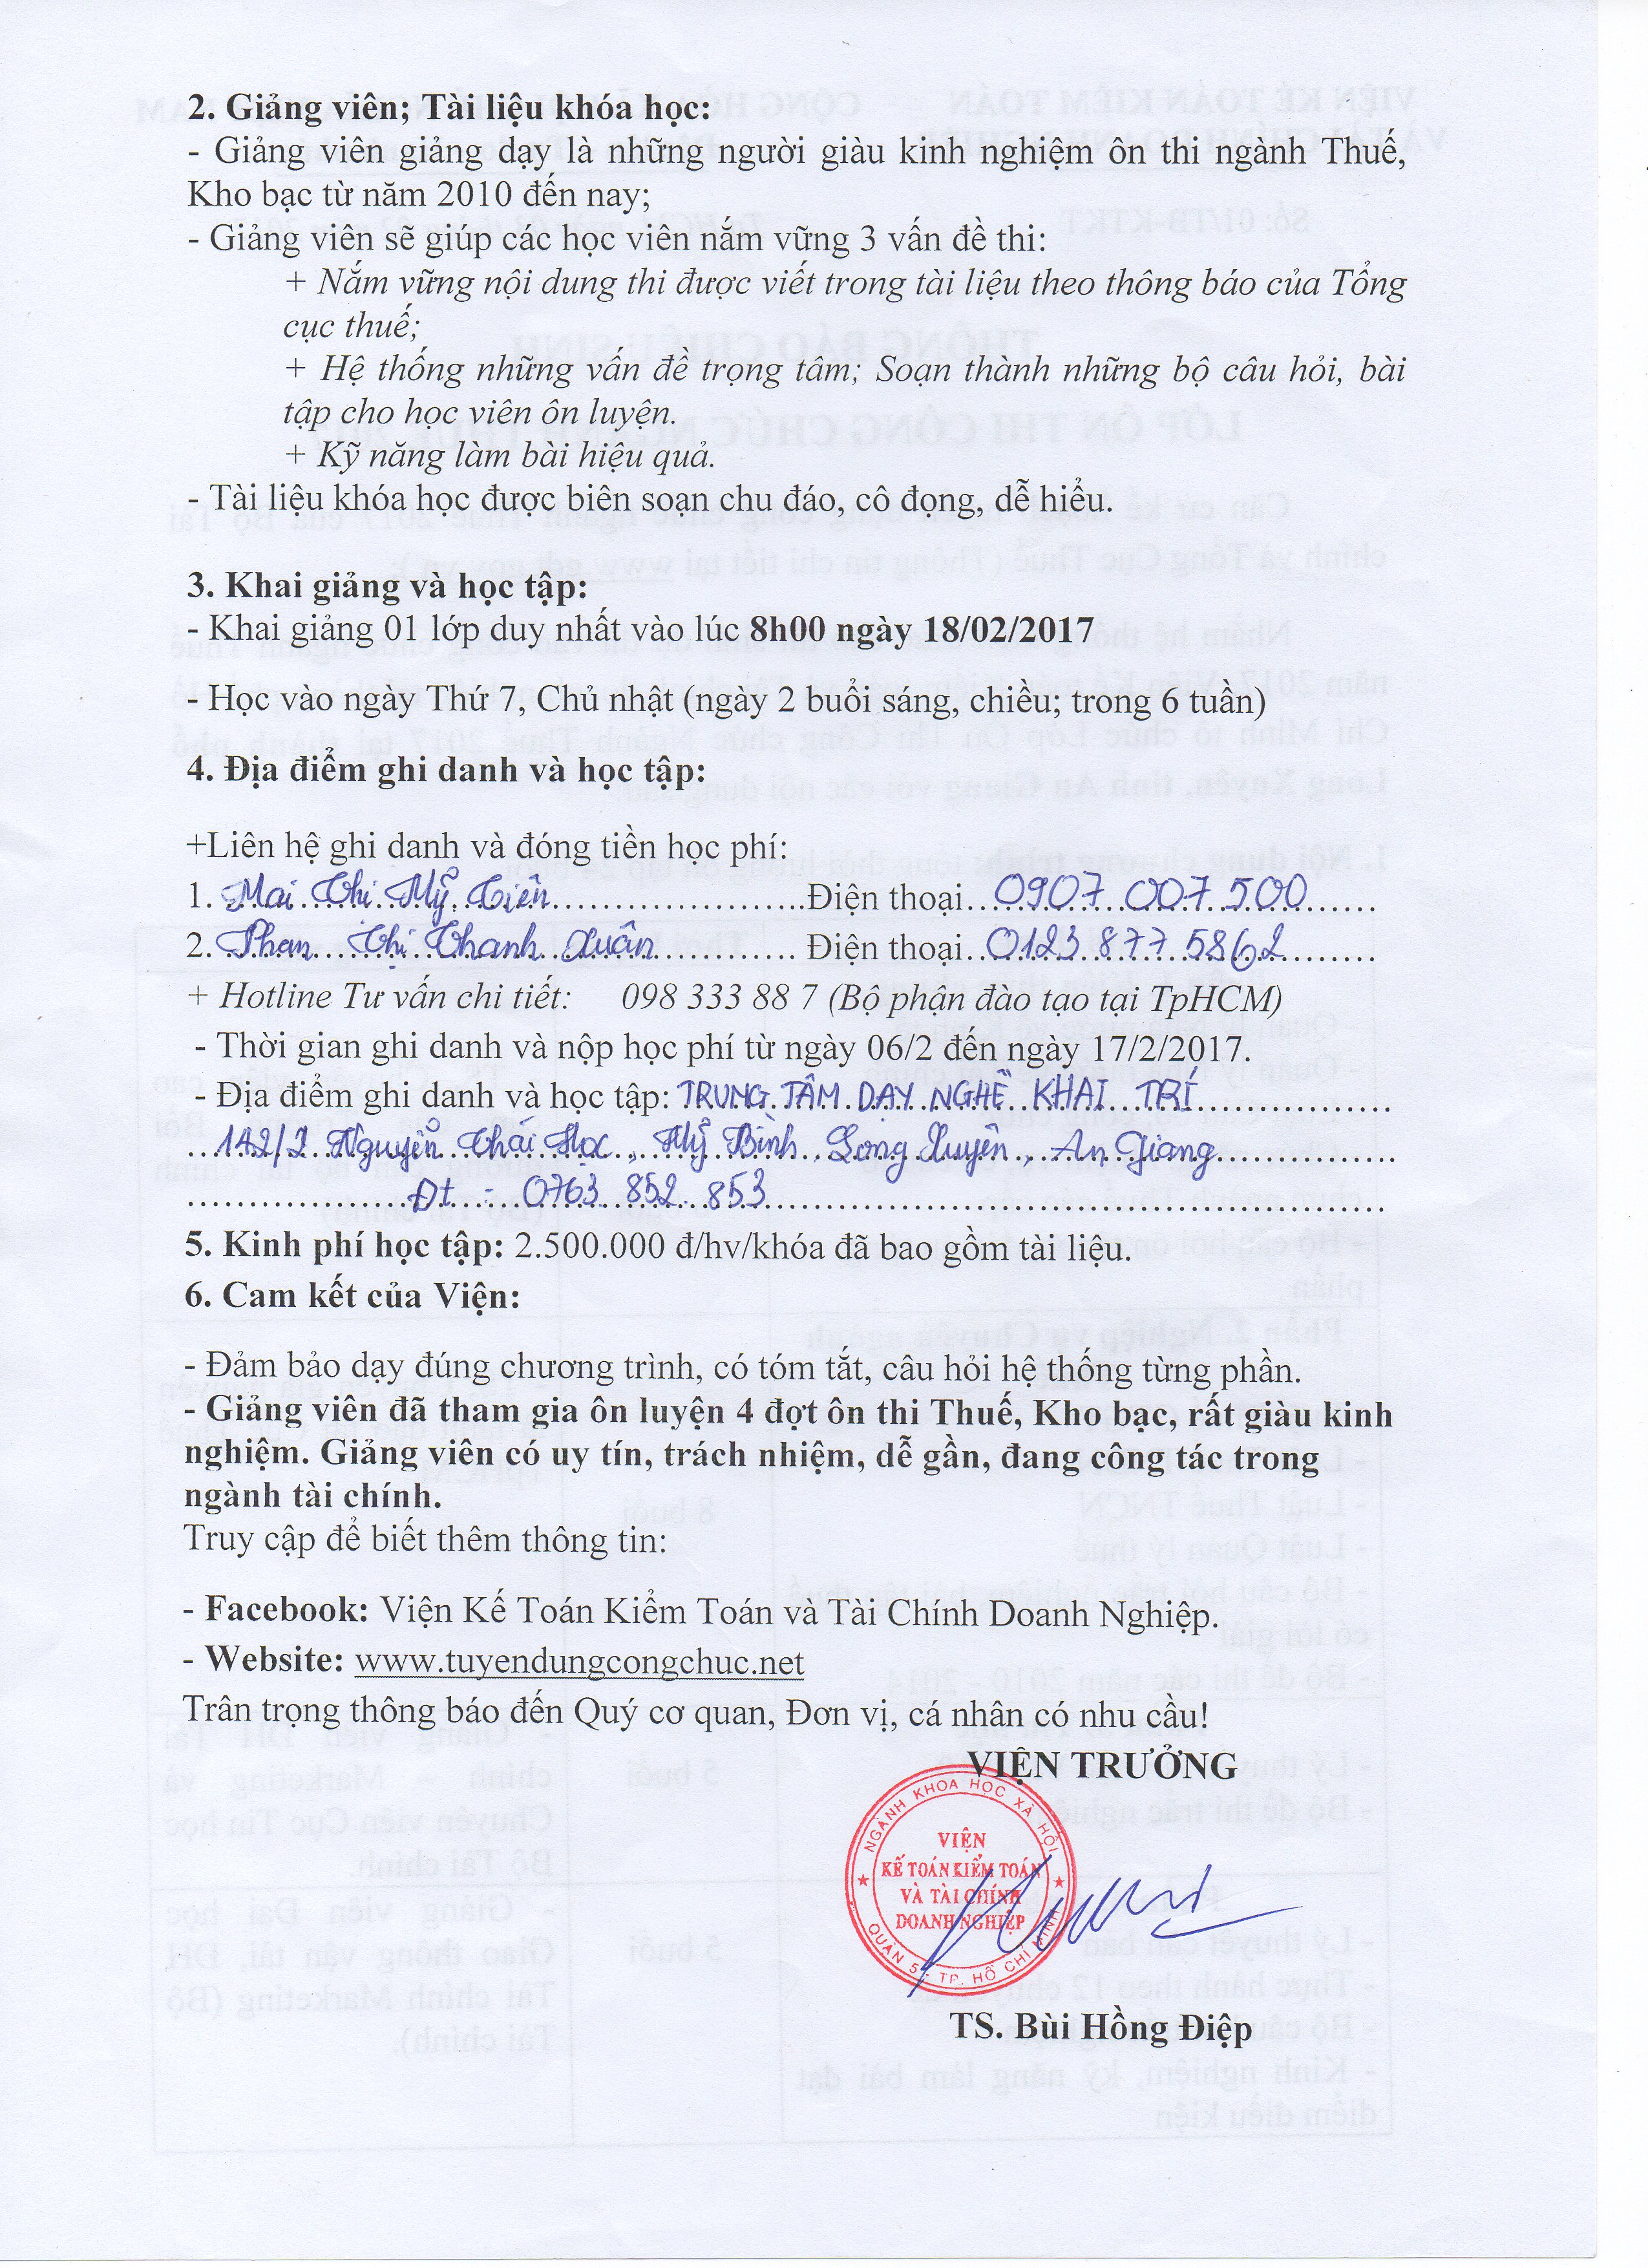 2. Giảng viên; Tài liệu khóa học:
- Giảng viên giảng dạy là những người giàu kinh nghiệm ôn thi ngành Thuế,
Kho bạc từ năm 2010 đến nay;
- Giảng viên sẽ giúp các học viên nắm vững 3 vấn đề thi:
+ Nắm vững nội dung thi được viết trong tài liệu theo thông báo của Tổng
cục thuế;
+ Hệ thống những vấn đề trọng tâm; Soạn thành những bộ câu hỏi, bài
tập cho học viên ôn luyện.
+ Kỹ năng làm bài hiệu quả.
- Tài liệu khóa học được biên soạn chu đáo, cô đọng, dễ hiểu.
3. Khai giảng và học tập:
- Khai giảng 01 lớp duy nhất vào lúc 8h00 ngày 18/02/2017
- Học vào ngày Thứ 7, Chủ nhật (ngày 2 buổi sáng, chiều; trong 6 tuần)
4. Địa điểm ghi danh và học tập:
+Liên hệ ghi danh và đóng tiền học phí:
1. Mai Thi Mỹ Tiên Điện thoại 0907 007 500
2. Phan Thị Thanh Xuân Điện thoại 0123 877 5862
+ Hotline Tư vấn chi tiết: 098 333 88 7 (Bộ phận đào tạo tại TpHCM)
- Thời gian ghi danh và nộp học phí từ ngày 06/2 đến ngày 17/2/2017.
- Địa điểm ghi danh và học tập: TRUNG TÂM DẠY NGHỀ KHAI TRÍ
142/2 Nguyễn Thái Học, Mỹ Bình, Long Xuyên, An Giang
Đt : 0763 852 853
5. Kinh phí học tập: 2.500.000 đ/hv/khóa đã bao gồm tài liệu.
6. Cam kết của Viện:
- Đảm bảo dạy đúng chương trình, có tóm tắt, câu hỏi hệ thống từng phần.
- Giảng viên đã tham gia ôn luyện 4 đợt ôn thi Thuế, Kho bạc, rất giàu kinh
nghiệm. Giảng viên có uy tín, trách nhiệm, dễ gần, đang công tác trong
ngành tài chính.
Truy cập để biết thêm thông tin:
- Facebook: Viện Kế Toán Kiểm Toán và Tài Chính Doanh Nghiệp.
- Website: www.tuyendungcongchuc.net
Trân trọng thông báo đến Quý cơ quan, Đơn vị, cá nhân có nhu cầu!
VIỆN TRƯỞNG
NGÀNH KHOA HỌC XÃ HỘI
VIỆN
KẾ TOÁN KIỂM TOÁN
VÀ TÀI CHÍNH
DOANH NGHIỆP
QUẬN 5 - TP. HỒ CHÍ MINH
TS. Bùi Hồng Điệp